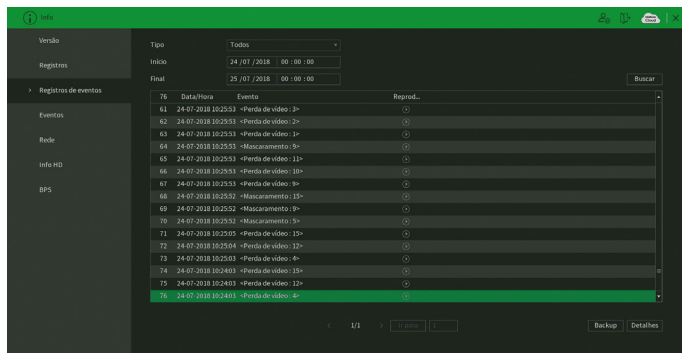 Info
Versão
Registros
Registros de eventos
Eventos
Rede
Info HD
BPS
Tipo Todos
Início 24 /07 /2018 00 : 00 : 00
Final 25 /07 /2018 00 : 00 : 00
Buscar
76 Data/Hora Evento Reprod...
61 24-07-2018 10:25:53 <Perda de vídeo : 3>
62 24-07-2018 10:25:53 <Perda de vídeo : 2>
63 24-07-2018 10:25:53 <Perda de vídeo : 1>
64 24-07-2018 10:25:53 <Mascaramento : 9>
65 24-07-2018 10:25:53 <Perda de vídeo : 11>
66 24-07-2018 10:25:53 <Perda de vídeo : 10>
67 24-07-2018 10:25:53 <Perda de vídeo : 9>
68 24-07-2018 10:25:52 <Mascaramento : 15>
69 24-07-2018 10:25:52 <Mascaramento : 9>
70 24-07-2018 10:25:52 <Mascaramento : 5>
71 24-07-2018 10:25:05 <Perda de vídeo : 15>
72 24-07-2018 10:25:04 <Perda de vídeo : 12>
73 24-07-2018 10:25:03 <Perda de vídeo : 4>
74 24-07-2018 10:24:03 <Perda de vídeo : 15>
75 24-07-2018 10:24:03 <Perda de vídeo : 12>
76 24-07-2018 10:24:03 <Perda de vídeo : 4>
1/1 Ir para 1
Backup Detalhes